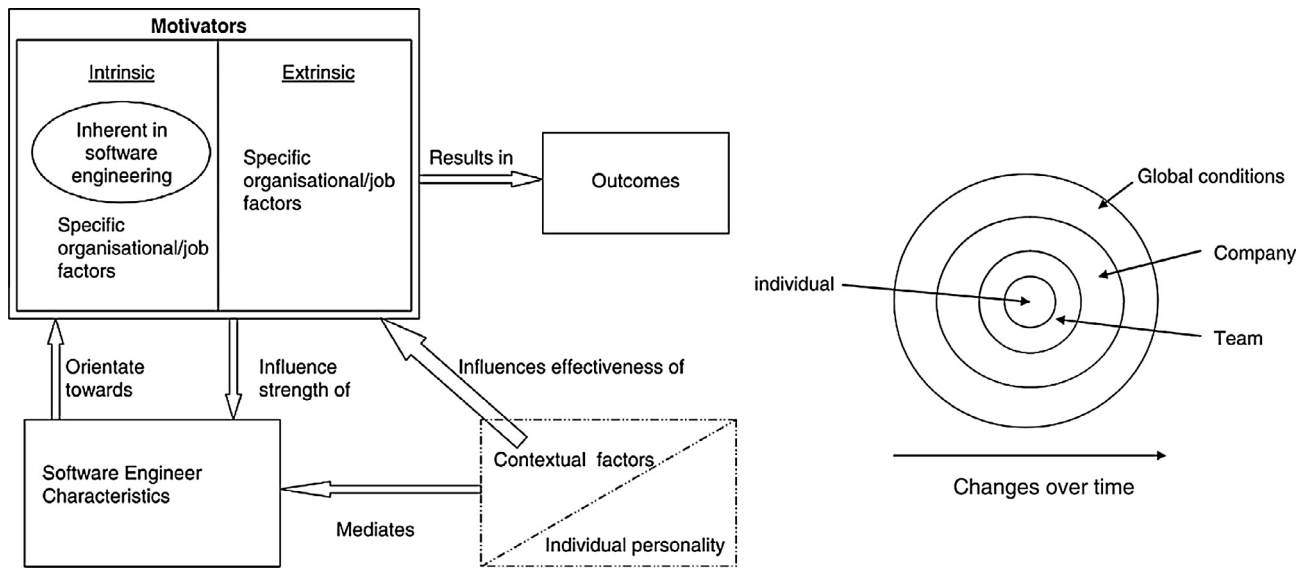 Motivators
Intrinsic
Inherent in
software
engineering
Specific
organisational/job
factors
Extrinsic
Specific
organisational/job
factors
Results in
Outcomes
Orientate
towards
Influence
strength of
Influences effectiveness of
Software Engineer
Characteristics
Mediates
Contextual factors
Individual personality
Global conditions
Company
individual
Team
Changes over time